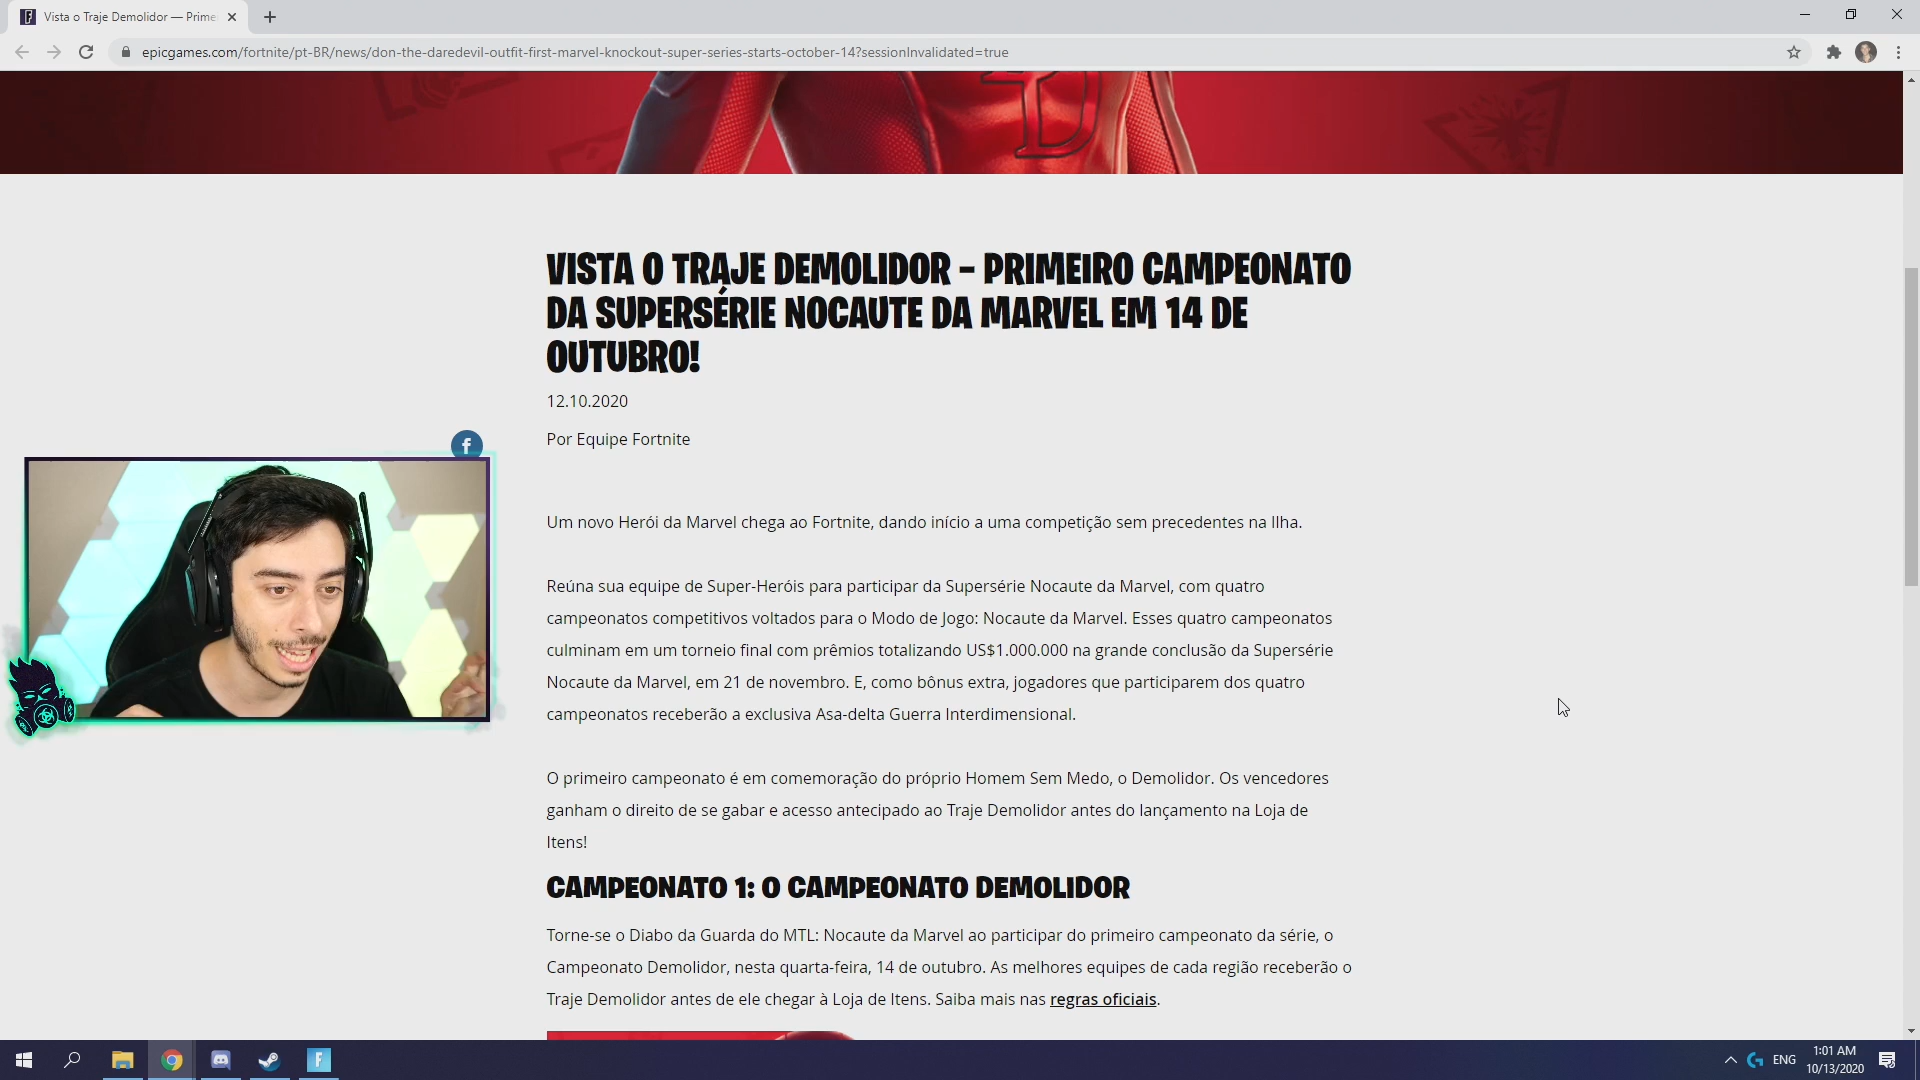 Vista o Traje Demolidor — Prime
epicgames.com/fortnite/pt-BR/news/don-the-daredevil-outfit-first-marvel-knockout-super-series-starts-october-14?sessionInvalidated=true
VISTA O TRAJE DEMOLIDOR – PRIMEIRO CAMPEONATO
DA SUPERSÉRIE NOCAUTE DA MARVEL EM 14 DE
OUTUBRO!
12.10.2020
Por Equipe Fortnite
Um novo Herói da Marvel chega ao Fortnite, dando início a uma competição sem precedentes na Ilha.
Reúna sua equipe de Super-Heróis para participar da Supersérie Nocaute da Marvel, com quatro
campeonatos competitivos voltados para o Modo de Jogo: Nocaute da Marvel. Esses quatro campeonatos
culminam em um torneio final com prêmios totalizando US$1.000.000 na grande conclusão da Supersérie
Nocaute da Marvel, em 21 de novembro. E, como bônus extra, jogadores que participarem dos quatro
campeonatos receberão a exclusiva Asa-delta Guerra Interdimensional.
O primeiro campeonato é em comemoração do próprio Homem Sem Medo, o Demolidor. Os vencedores
ganham o direito de se gabar e acesso antecipado ao Traje Demolidor antes do lançamento na Loja de
Itens!
CAMPEONATO 1: O CAMPEONATO DEMOLIDOR
Torne-se o Diabo da Guarda do MTL: Nocaute da Marvel ao participar do primeiro campeonato da série, o
Campeonato Demolidor, nesta quarta-feira, 14 de outubro. As melhores equipes de cada região receberão o
Traje Demolidor antes de ele chegar à Loja de Itens. Saiba mais nas regras oficiais.
ENG
1:01 AM
10/13/2020